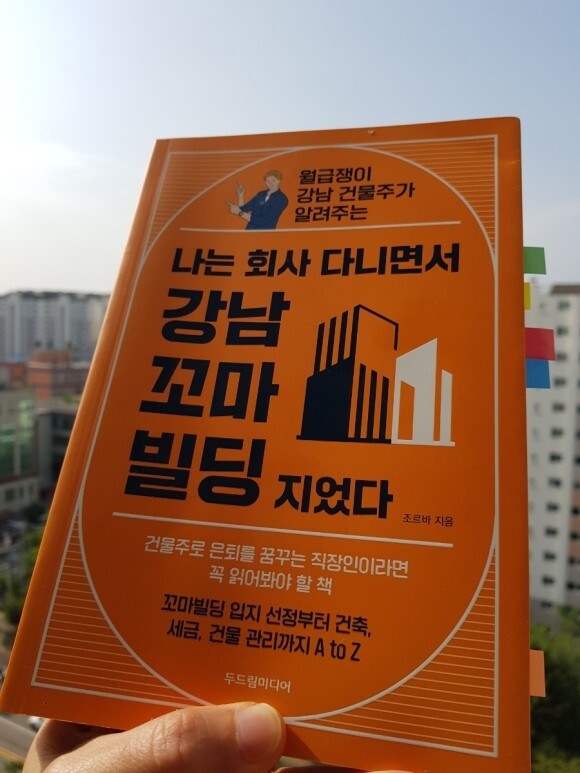 월급쟁이
강남 건물주가
알려주는
나는 회사 다니면서
강남
꼬마
빌딩 지었다
조르바 지음
건물주로 은퇴를 꿈꾸는 직장인이라면
꼭 읽어봐야 할 책
꼬마빌딩 입지 선정부터 건축,
세금, 건물 관리까지 A to Z
두드림미디어